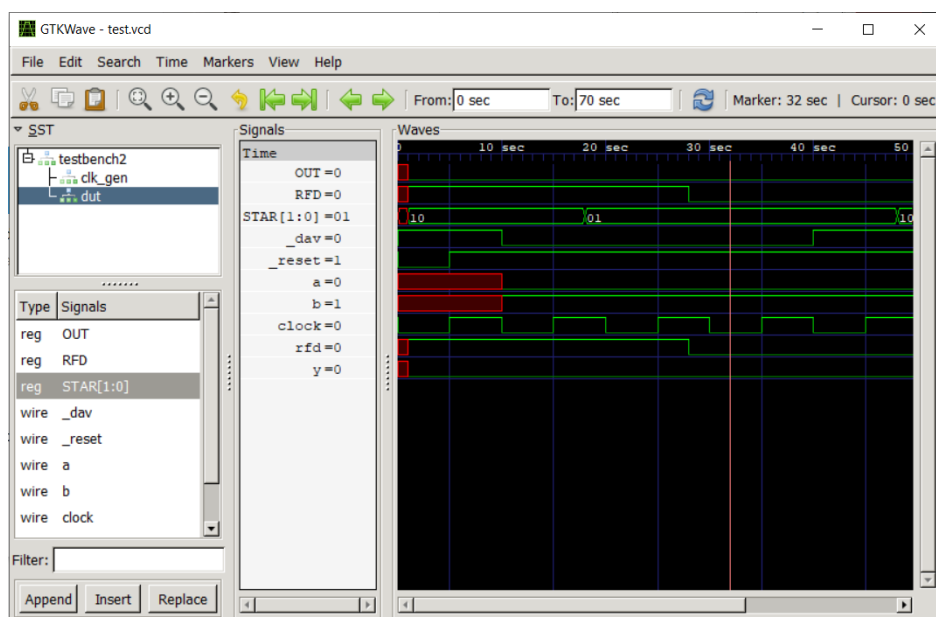 GTKWave - test.vcd
File Edit Search Time Markers View Help
From: 0 sec To: 70 sec Marker: 32 sec | Cursor: 0 sec
SST
testbench2
clk_gen
dut
Type Signals
reg OUT
reg RFD
reg STAR[1:0]
wire _dav
wire _reset
wire a
wire b
wire clock
Filter:
Append Insert Replace
Signals
Time
OUT=0
RFD=0
STAR[1:0]=01
_dav=0
_reset=1
a=0
b=1
clock=0
rfd=0
y=0
Waves
10 sec 20 sec 30 sec 40 sec 50
10 01 10